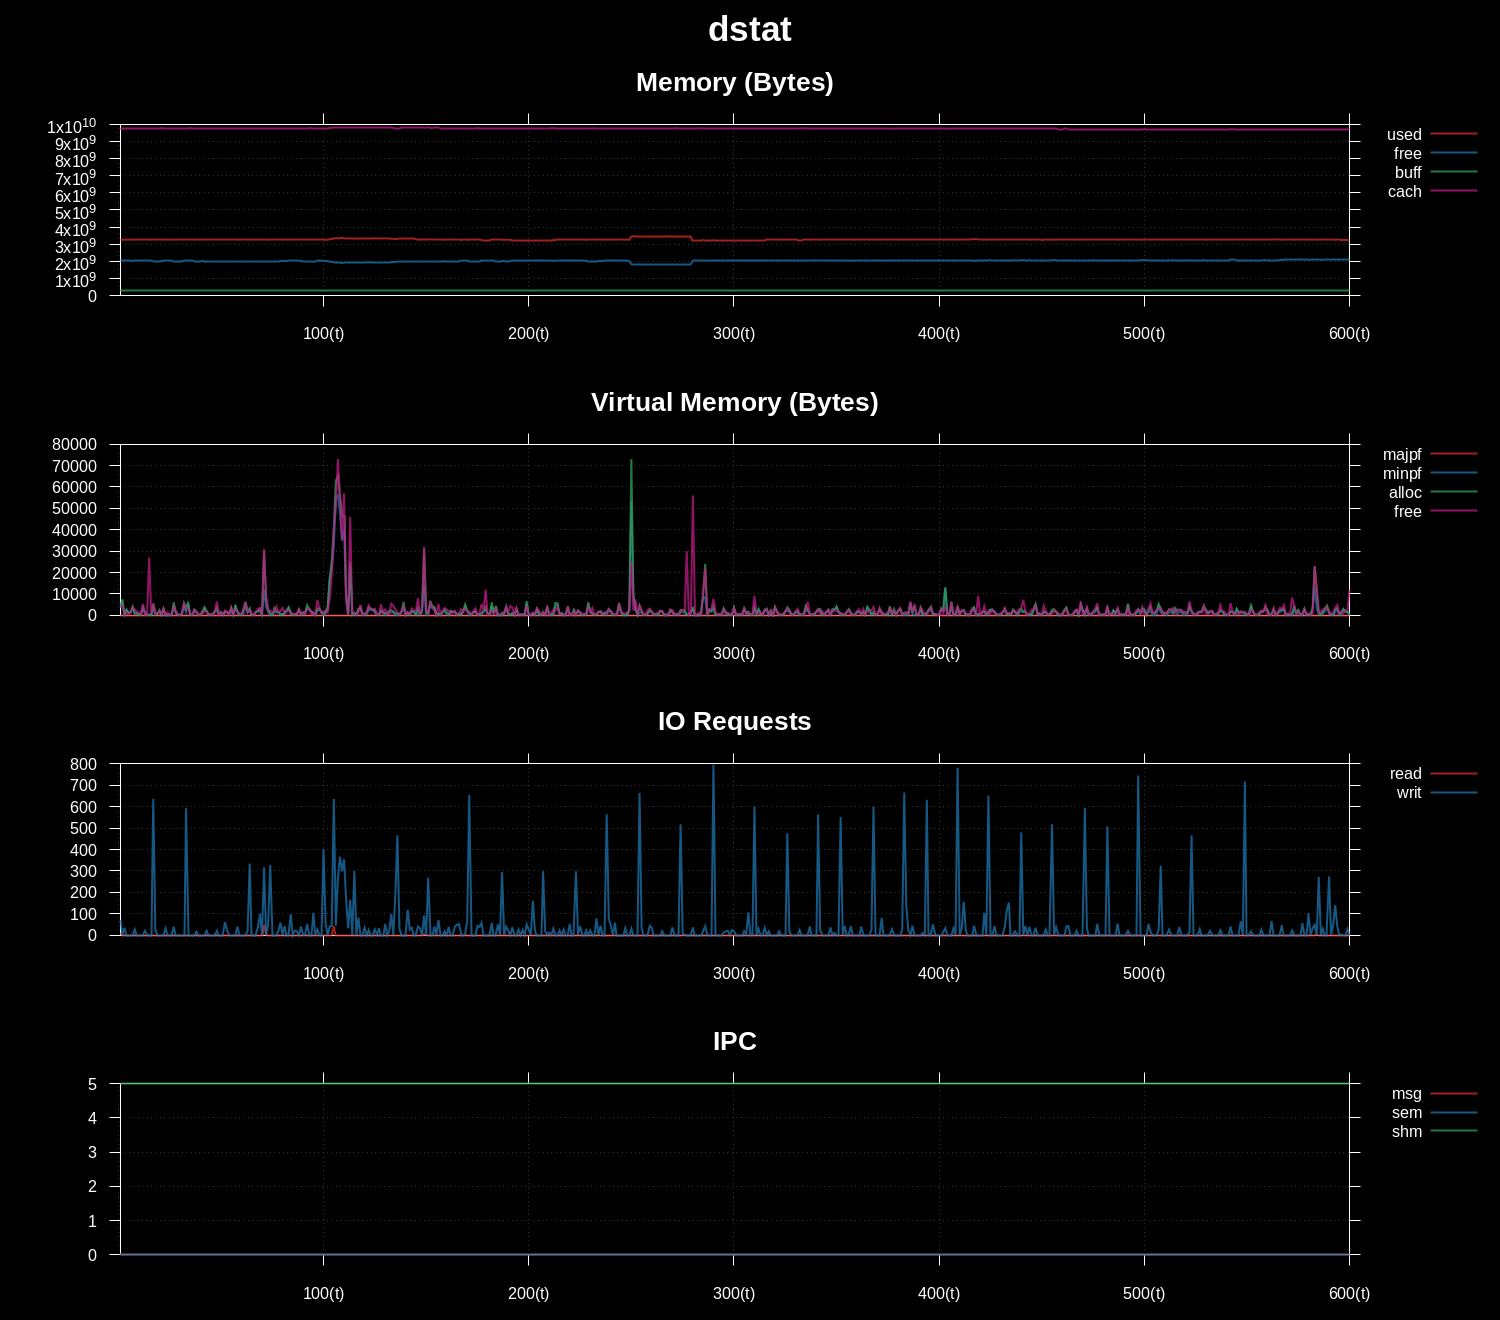 dstat
Memory (Bytes)
1x10^10
9x10^9
8x10^9
7x10^9
6x10^9
5x10^9
4x10^9
3x10^9
2x10^9
1x10^9
0
100(t) 200(t) 300(t) 400(t) 500(t) 600(t)
used
free
buff
cach
Virtual Memory (Bytes)
80000
70000
60000
50000
40000
30000
20000
10000
0
100(t) 200(t) 300(t) 400(t) 500(t) 600(t)
majpf
minpf
alloc
free
IO Requests
800
700
600
500
400
300
200
100
0
100(t) 200(t) 300(t) 400(t) 500(t) 600(t)
read
writ
IPC
5
4
3
2
1
0
100(t) 200(t) 300(t) 400(t) 500(t) 600(t)
msg
sem
shm